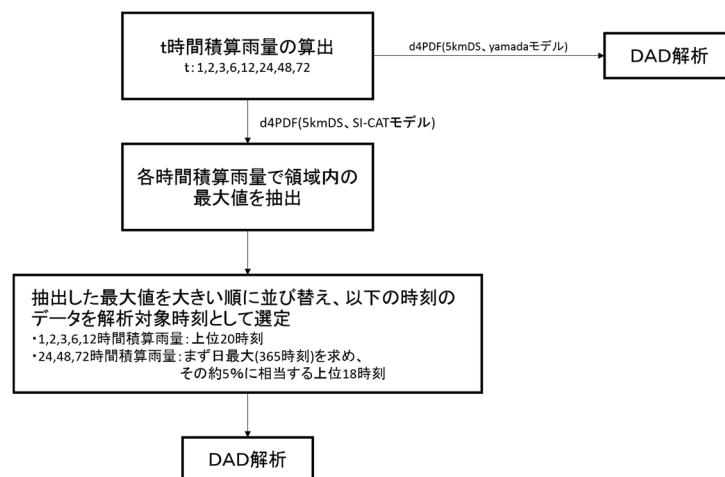 t時間積算雨量の算出
t：1,2,3,6,12,24,48,72
d4PDF(5kmDS、yamadaモデル)
DAD解析
d4PDF(5kmDS、SI-CATモデル)
各時間積算雨量で領域内の
最大値を抽出
抽出した最大値を大きい順に並び替え、以下の時刻の
データを解析対象時刻として選定
・1,2,3,6,12時間積算雨量：上位20時刻
・24,48,72時間積算雨量：まず日最大(365時刻)を求め、
その約5%に相当する上位18時刻
DAD解析